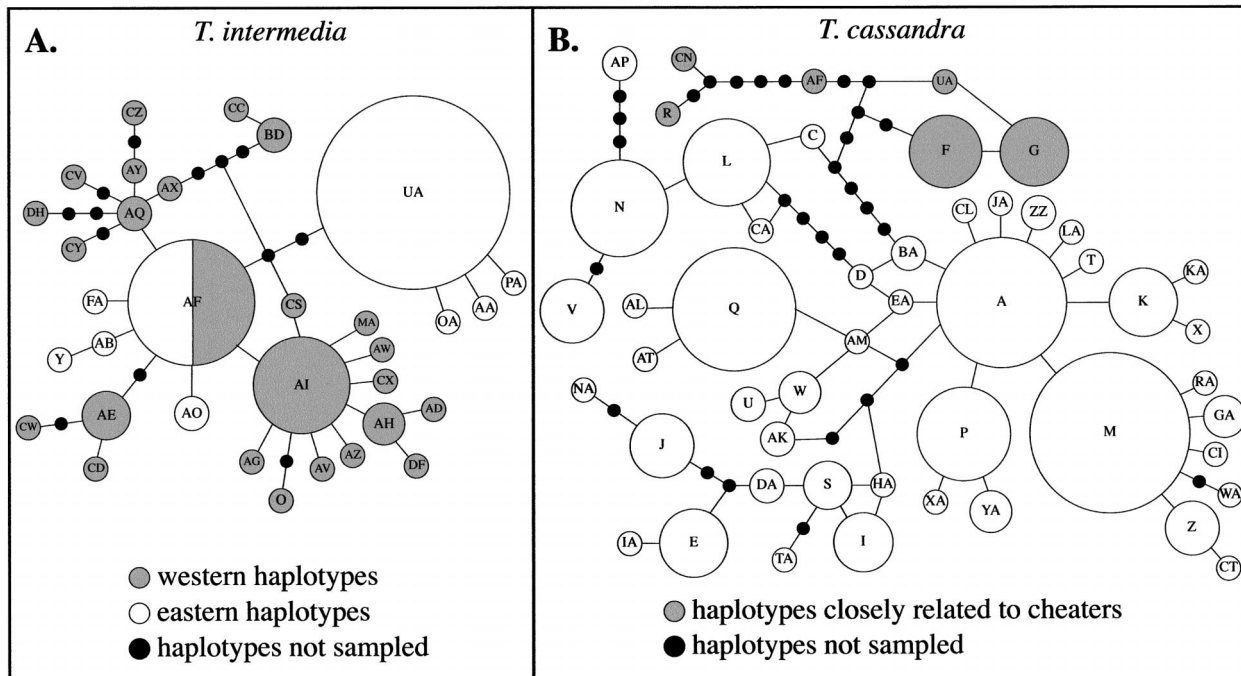 A.
T. intermedia
CZ
CC
BD
CV
AY
AX
DH
AQ
CY
UA
FA
AF
CS
PA
AA
OA
AB
Y
MA
AW
CX
AI
AE
AO
AH
AD
CW
CD
AG
AV
AZ
DF
O
western haplotypes
eastern haplotypes
haplotypes not sampled
B.
T. cassandra
AP
CN
AF
UA
R
C
L
F
G
N
CA
CL
JA
ZZ
LA
T
BA
D
EA
A
K
KA
X
V
AL
Q
AT
AM
W
U
AK
NA
J
P
M
RA
GA
CI
WA
XA
YA
Z
CT
DA
S
HA
IA
E
TA
I
haplotypes closely related to cheaters
haplotypes not sampled